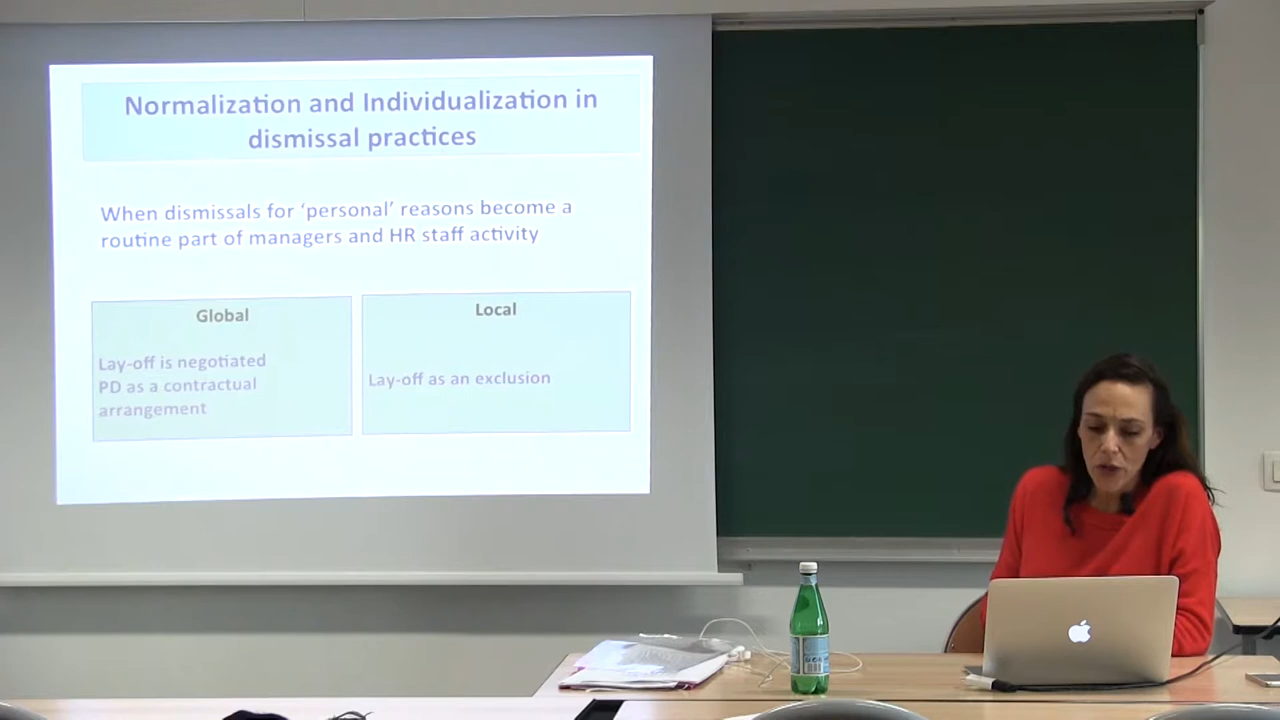 Normalization and Individualization in
dismissal practices
When dismissals for ‘personal’ reasons become a
routine part of managers and HR staff activity
Global
Lay-off is negotiated
PD as a contractual
arrangement
Local
Lay-off as an exclusion